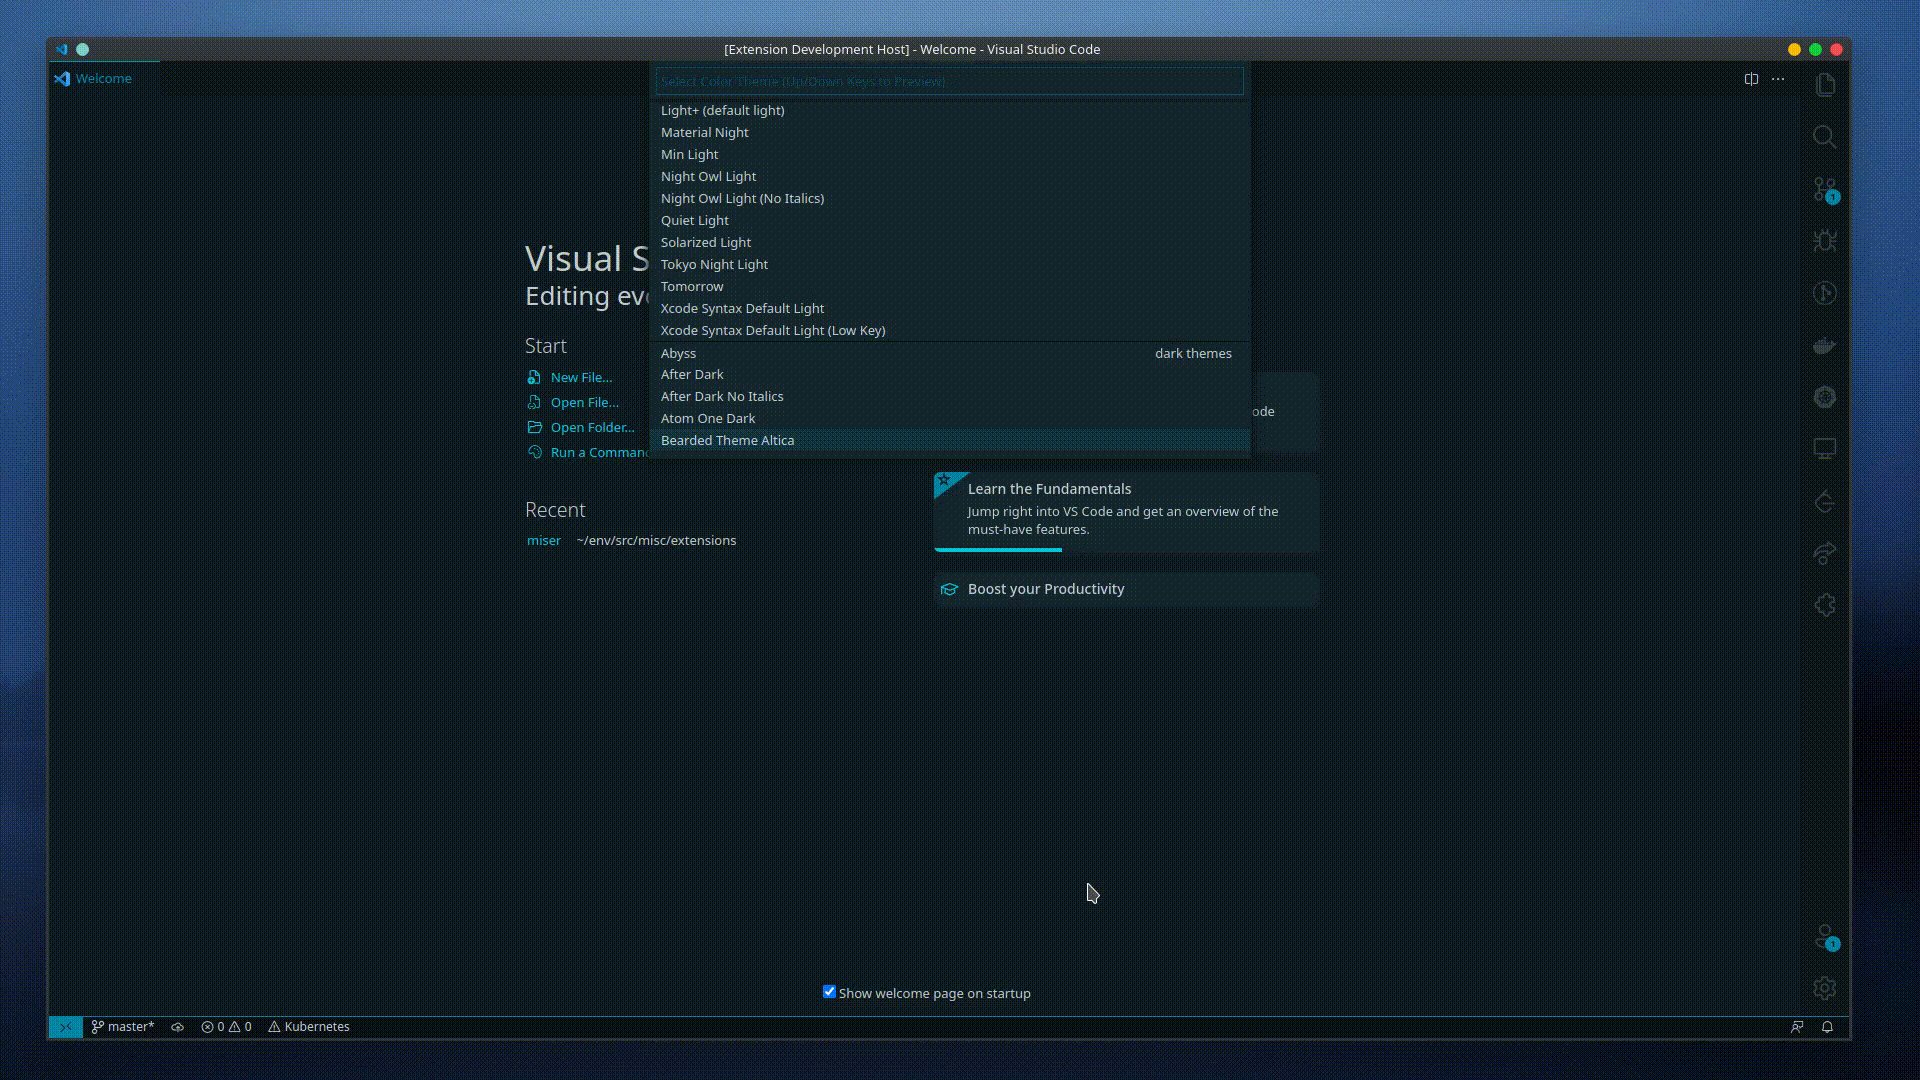 [Extension Development Host] - Welcome - Visual Studio Code
Welcome
Select Color Theme (Up/Down Keys to Preview)
Light+ (default light)
Material Night
Min Light
Night Owl Light
Night Owl Light (No Italics)
Quiet Light
Solarized Light
Tokyo Night Light
Tomorrow
Xcode Syntax Default Light
Xcode Syntax Default Light (Low Key)
Abyss dark themes
After Dark
After Dark No Italics
Atom One Dark
Bearded Theme Altica
Visual S
Editing ev
Start
New File...
Open File...
Open Folder...
Run a Comman
Recent
miser ~/env/src/misc/extensions
ode
Learn the Fundamentals
Jump right into VS Code and get an overview of the
must-have features.
Boost your Productivity
1
1
Show welcome page on startup
master* 0 0 Kubernetes